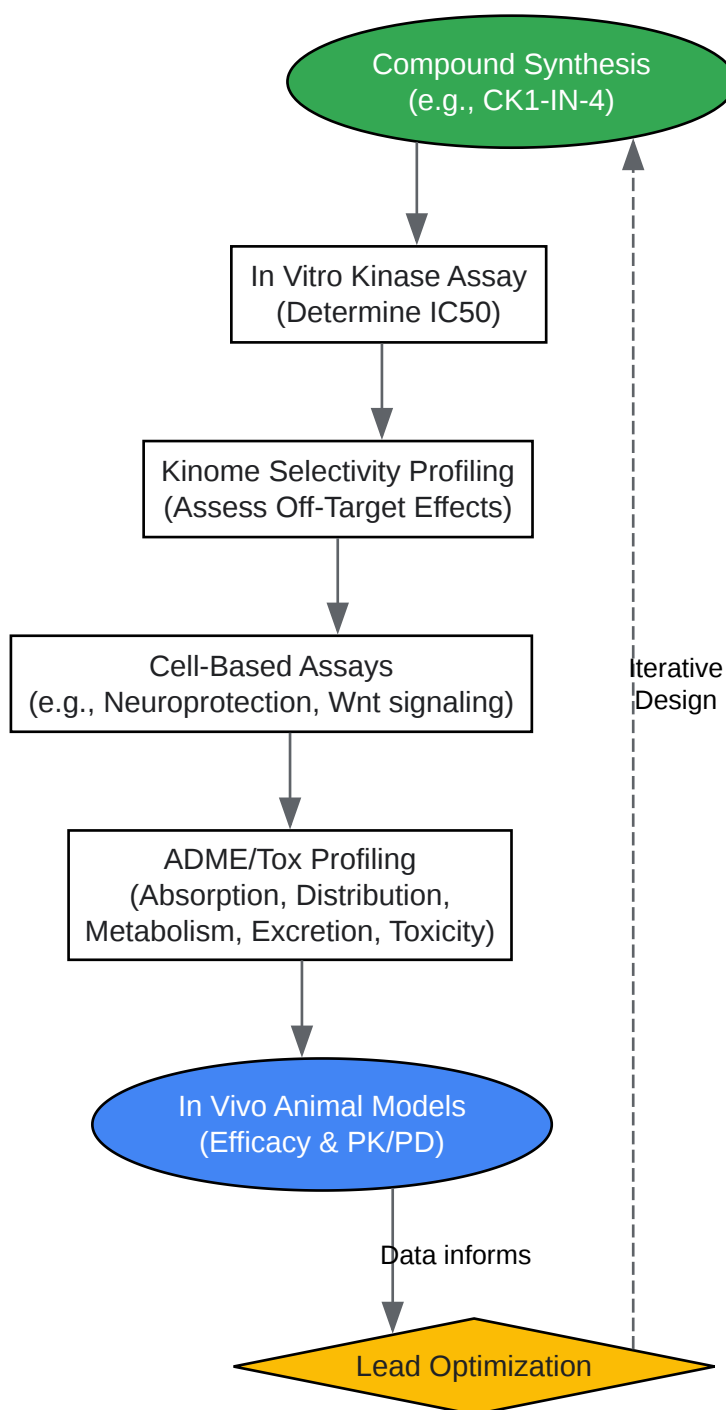 Compound Synthesis
(e.g., CK1-IN-4)
In Vitro Kinase Assay
(Determine IC50)
Kinome Selectivity Profiling
(Assess Off-Target Effects)
Cell-Based Assays
(e.g., Neuroprotection, Wnt signaling)
Iterative
Design
ADME/Tox Profiling
(Absorption, Distribution,
Metabolism, Excretion, Toxicity)
In Vivo Animal Models
(Efficacy & PK/PD)
Data informs
Lead Optimization